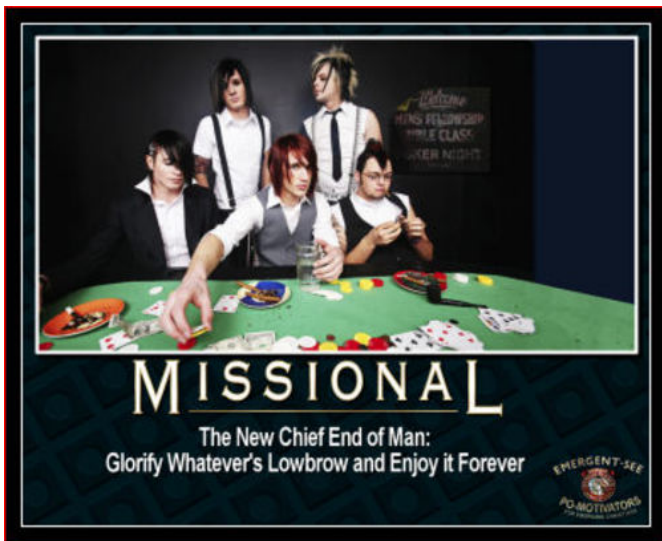 Welcome
MENS FELLOWSHIP
BIBLE CLASS
POKER NIGHT
MISSIONAL
The New Chief End of Man:
Glorify Whatever's Lowbrow and Enjoy it Forever
EMERGENT-SEE
PO-MOTIVATORS